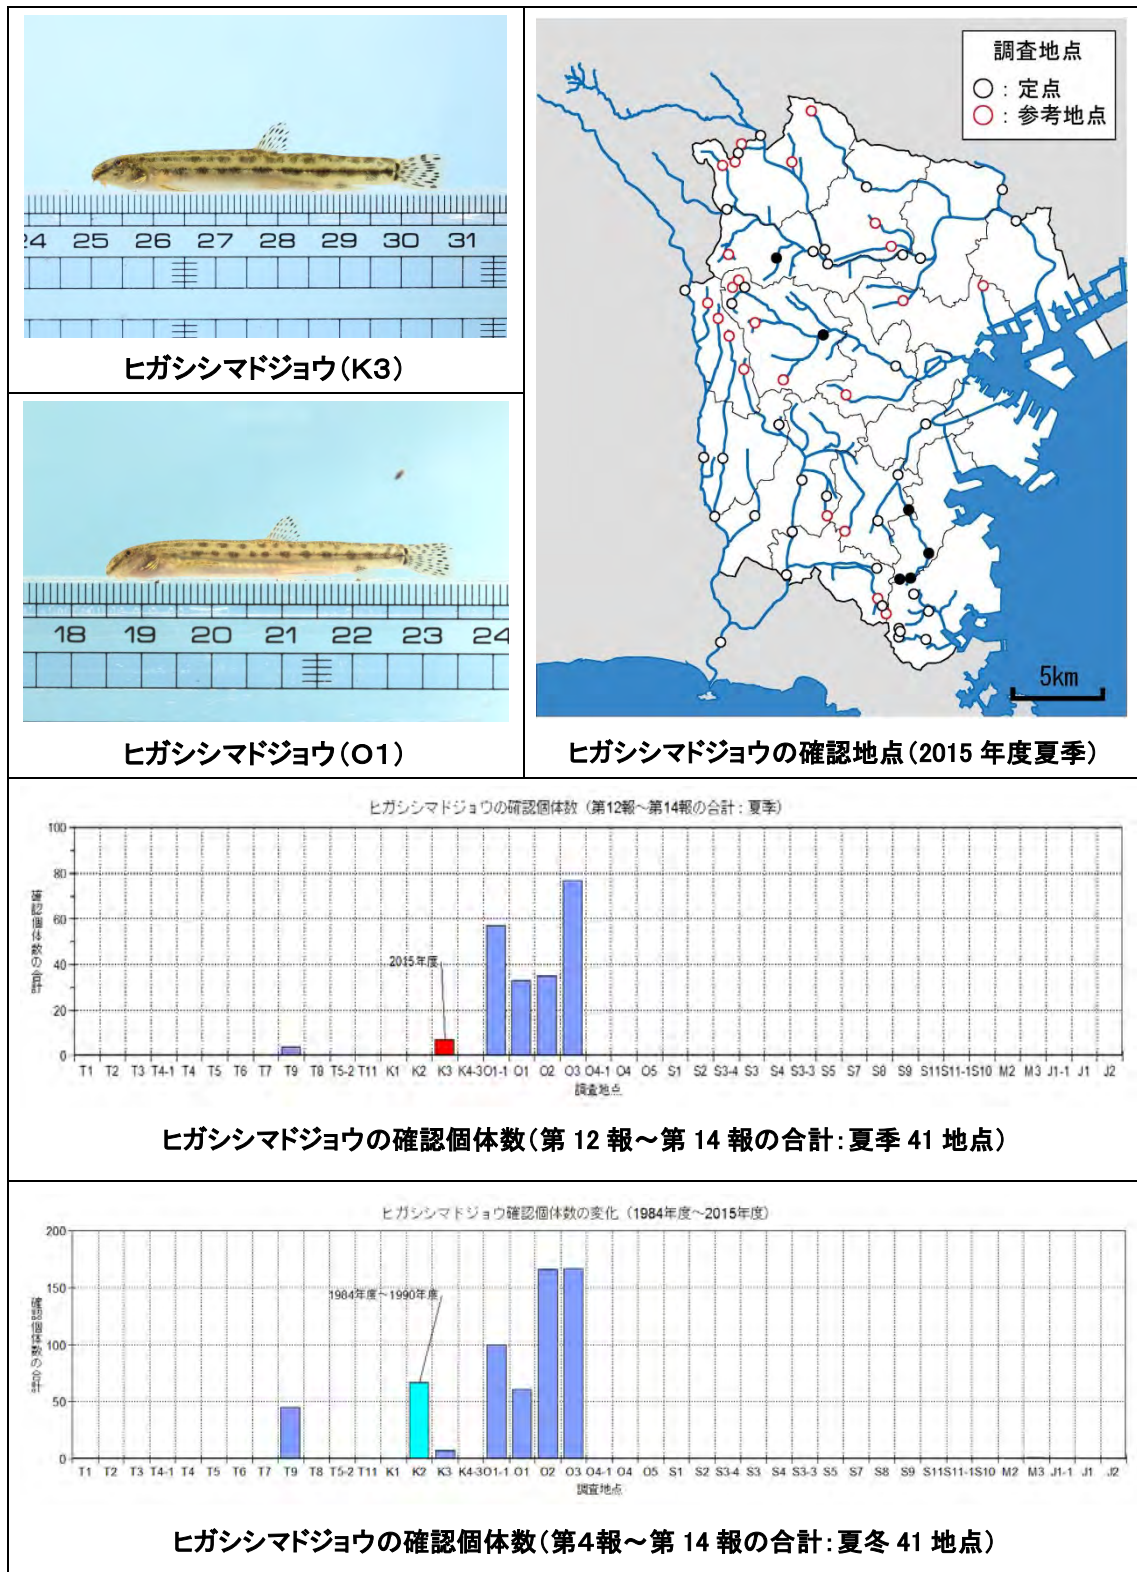 24 25 26 27 28 29 30 31
ヒガシシマドジョウ(K3)
18 19 20 21 22 23 24
ヒガシシマドジョウ(O1)
調査地点
○:定点
○:参考地点
5km
ヒガシシマドジョウの確認地点(2015 年度夏季)
ヒガシシマドジョウの確認個体数(第12報~第14報の合計:夏季)
確認個体数の合計
100
80
60
40
20
0
2015年度
T1 T2 T3 T4-1 T4 T5 T6 T7 T9 T8 T5-2 T11 K1 K2 K3 K4-3 O1-1 O1 O2 O3 O4-1 O4 O5 S1 S2 S3-4 S3 S4 S3-3 S5 S7 S8 S9 S11 S11-1 S10 M2 M3 J1-1 J1 J2
調査地点
ヒガシシマドジョウの確認個体数(第 12 報~第 14 報の合計:夏季 41 地点)
ヒガシシマドジョウ確認個体数の変化(1984年度~2015年度)
確認個体数の合計
200
150
100
50
0
1984年度~1990年度
T1 T2 T3 T4-1 T4 T5 T6 T7 T9 T8 T5-2 T11 K1 K2 K3 K4-3 O1-1 O1 O2 O3 O4-1 O4 O5 S1 S2 S3-4 S3 S4 S3-3 S5 S7 S8 S9 S11 S11-1 S10 M2 M3 J1-1 J1 J2
調査地点
ヒガシシマドジョウの確認個体数(第4報~第 14 報の合計:夏冬 41 地点)